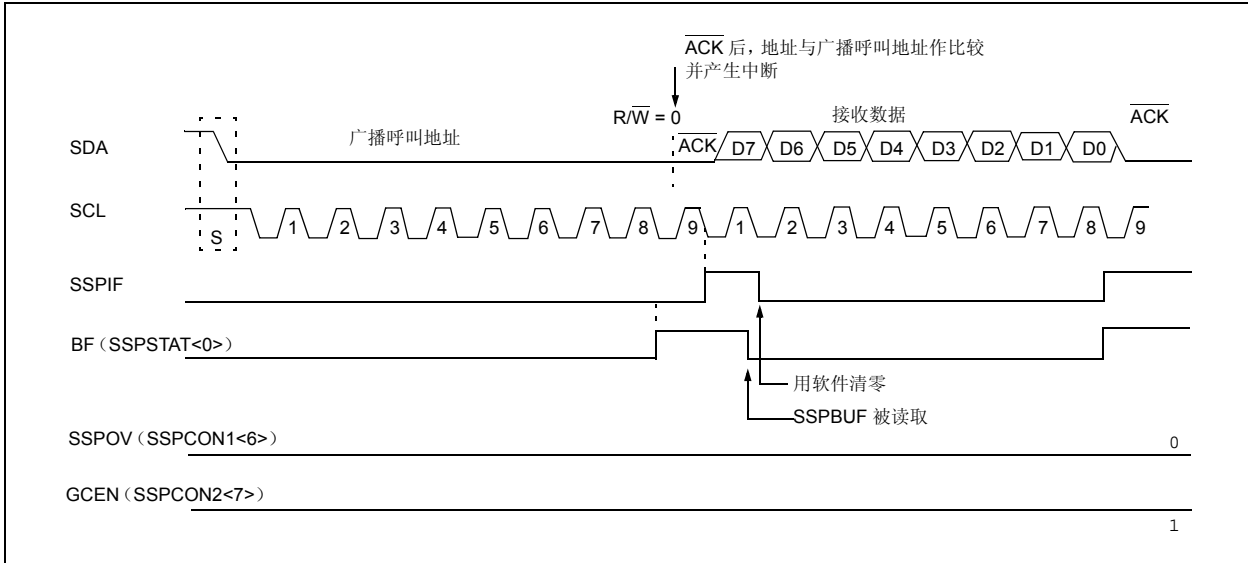 ACK 后，地址与广播呼叫地址作比较
并产生中断
R/W = 0
广播呼叫地址
接收数据
ACK
SDA
ACK D7 D6 D5 D4 D3 D2 D1 D0
SCL
S
1 2 3 4 5 6 7 8 9 1 2 3 4 5 6 7 8 9
SSPIF
BF（SSPSTAT<0>）
用软件清零
SSPBUF 被读取
SSPOV（SSPCON1<6>）
0
GCEN（SSPCON2<7>）
1